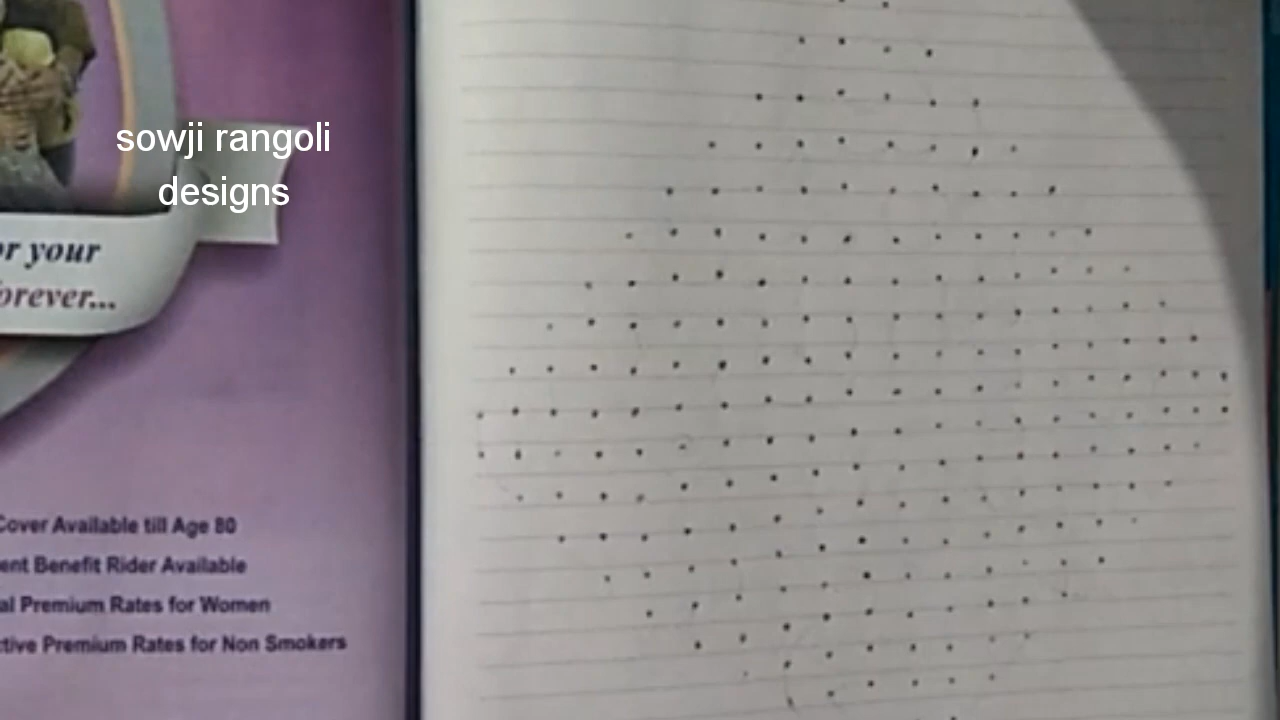 sowji rangoli
designs
or your
forever...
Cover Available till Age 80
ent Benefit Rider Available
al Premium Rates for Women
ctive Premium Rates for Non Smokers